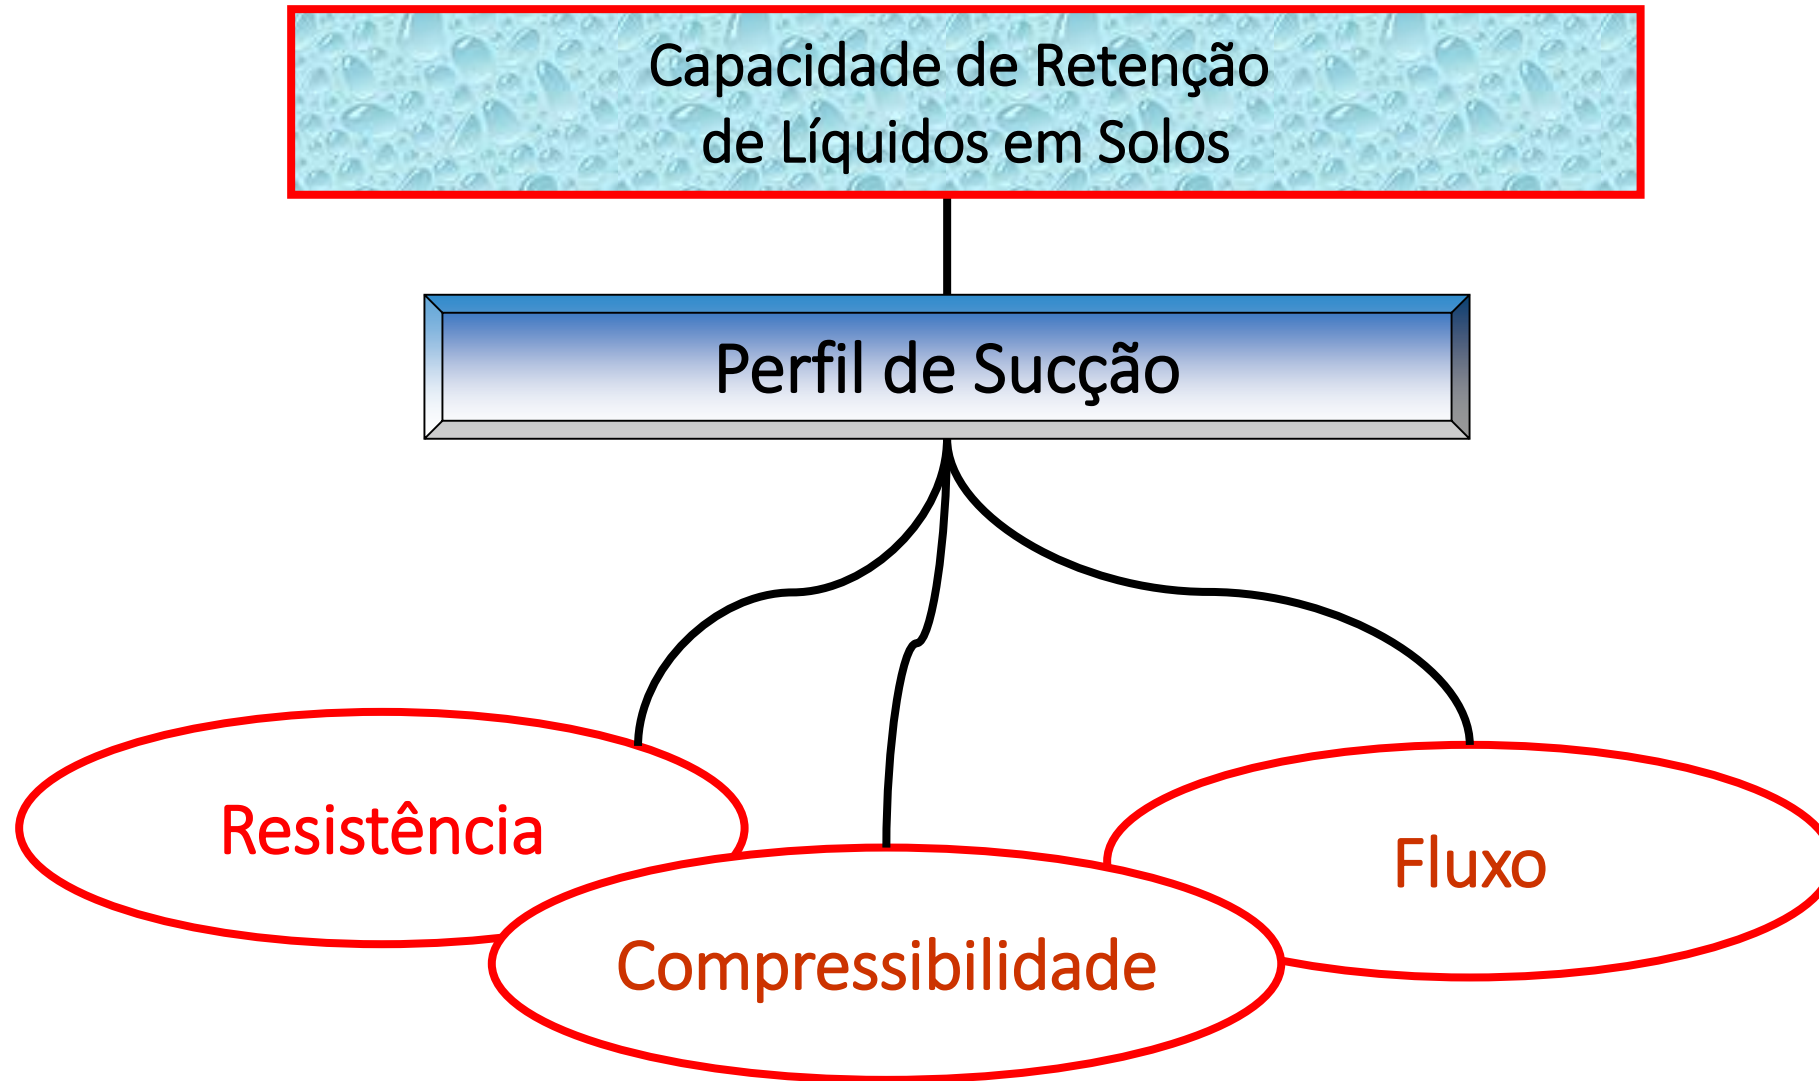 Capacidade de Retenção
de Líquidos em Solos
Perfil de Sucção
Resistência
Fluxo
Compressibilidade